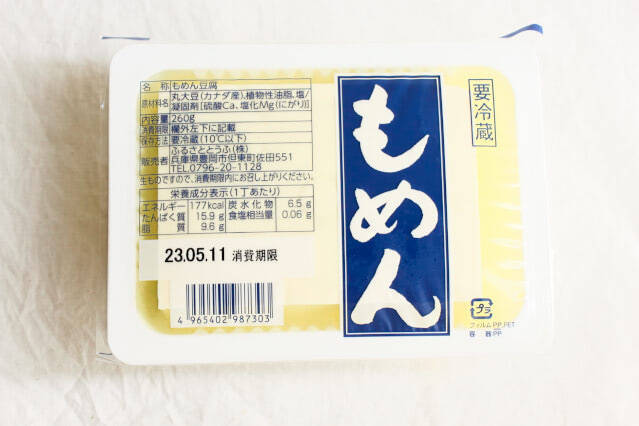 名 称 もめん豆腐
原材料名 丸大豆(カナダ産)、植物性油脂、塩/
凝固剤[硫酸Ca、塩化Mg(にがり)]
内容量 260g
消費期限 欄外左下に記載
保存方法 要冷蔵(10℃以下)
販売者 ふるさととうふ(株)
兵庫県豊岡市但東町佐田551
TEL0796-20-1128
生ものですので、消費期限内にお召し上がりください。
栄養成分表示(1丁あたり)
エネルギー 177kcal 炭水化物 6.5g
たんぱく質 15.9g 食塩相当量 0.06g
脂質 9.6g
23.05.11 消費期限
4 965402 987303
もめん
要冷蔵
プラ
フィルム:PP,PET
容器:PP